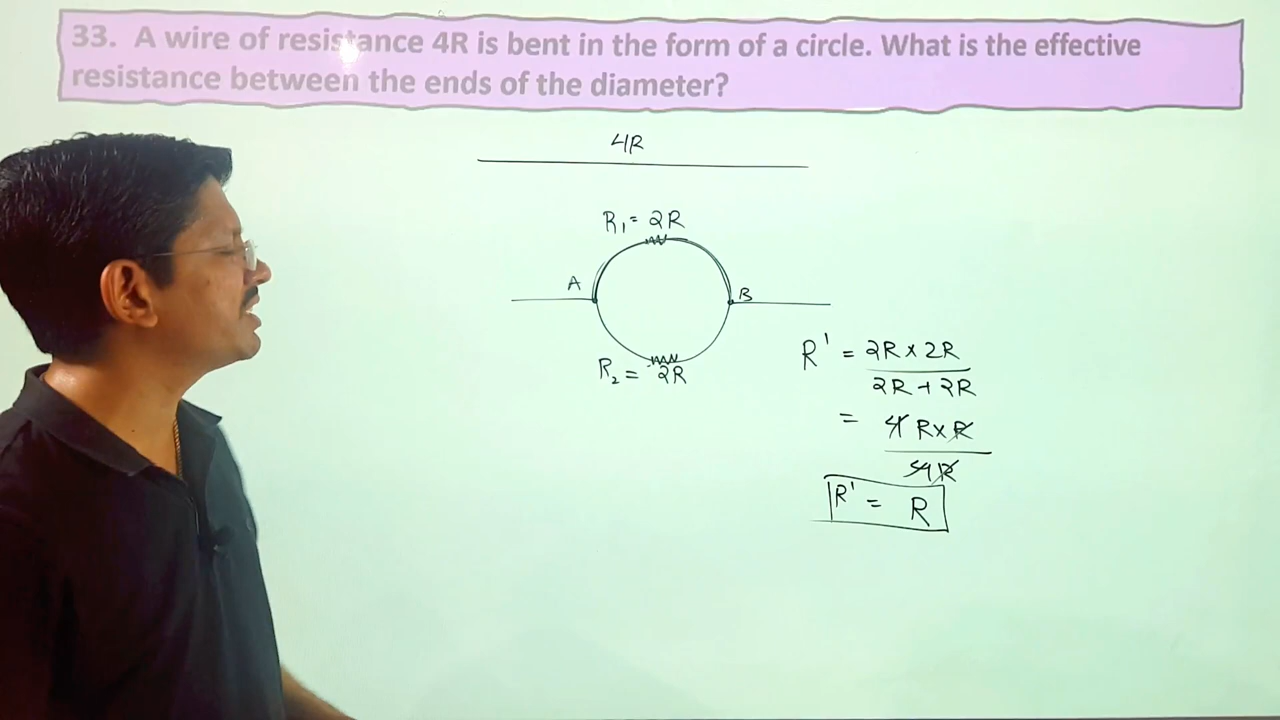 33. A wire of resistance 4R is bent in the form of a circle. What is the effective
resistance between the ends of the diameter?
4R
R₁ = 2R
A
B
R₂ = 2R
R' = 2R x 2R
2R + 2R
= 4 R x R
4R
R' = R